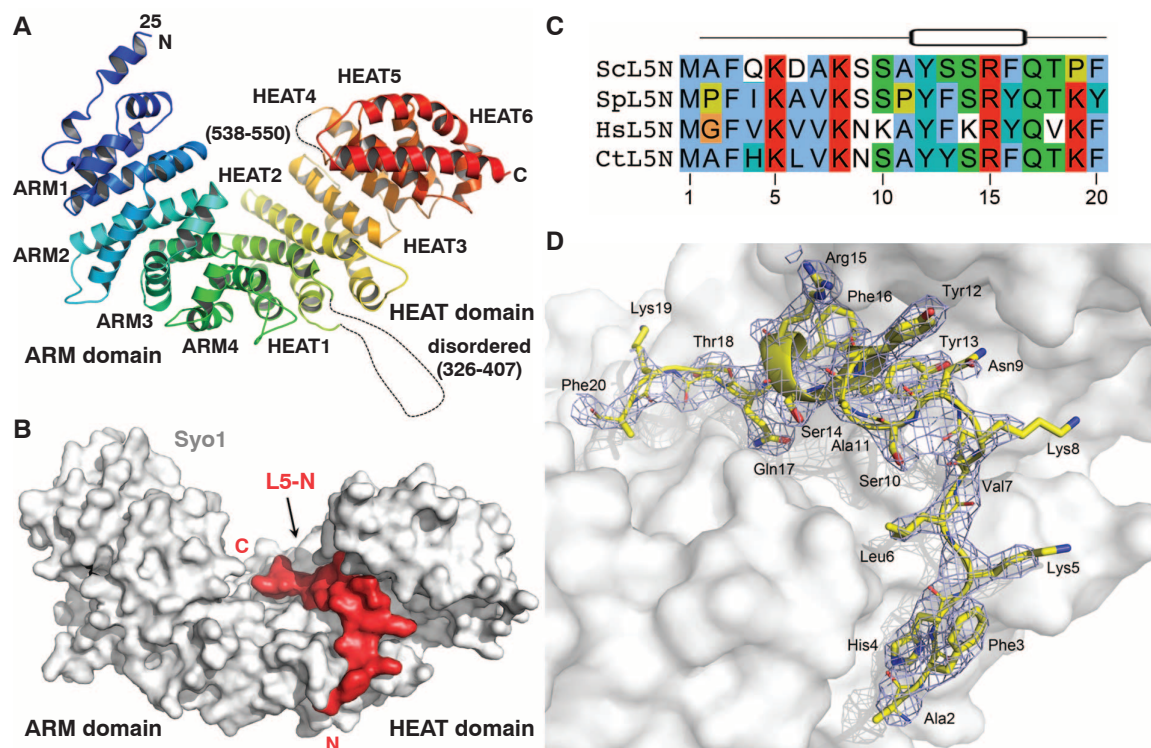 A
25
N
HEAT5
HEAT4
HEAT6
(538-550)
C
ARM1
HEAT2
ARM2
HEAT3
ARM3
HEAT domain
ARM4
HEAT1
disordered
ARM domain
(326-407)
B
Syo1
L5-N
C
ARM domain
N
HEAT domain
C
ScL5N MAFQKDAKSSAYSSRFQTPF
SpL5N MPFIKAVKSSPYFSRYQTKY
HsL5N MGFVKVVKNKAYFKRYQVKF
CtL5N MAFHKLVKNSAYYSRFQTKF
1 5 10 15 20
D
Arg15
Phe16
Tyr12
Lys19
Thr18
Tyr13
Asn9
Phe20
Ser14
Ala11
Lys8
Gln17
Ser10
Val7
Leu6
Lys5
His4
Phe3
Ala2